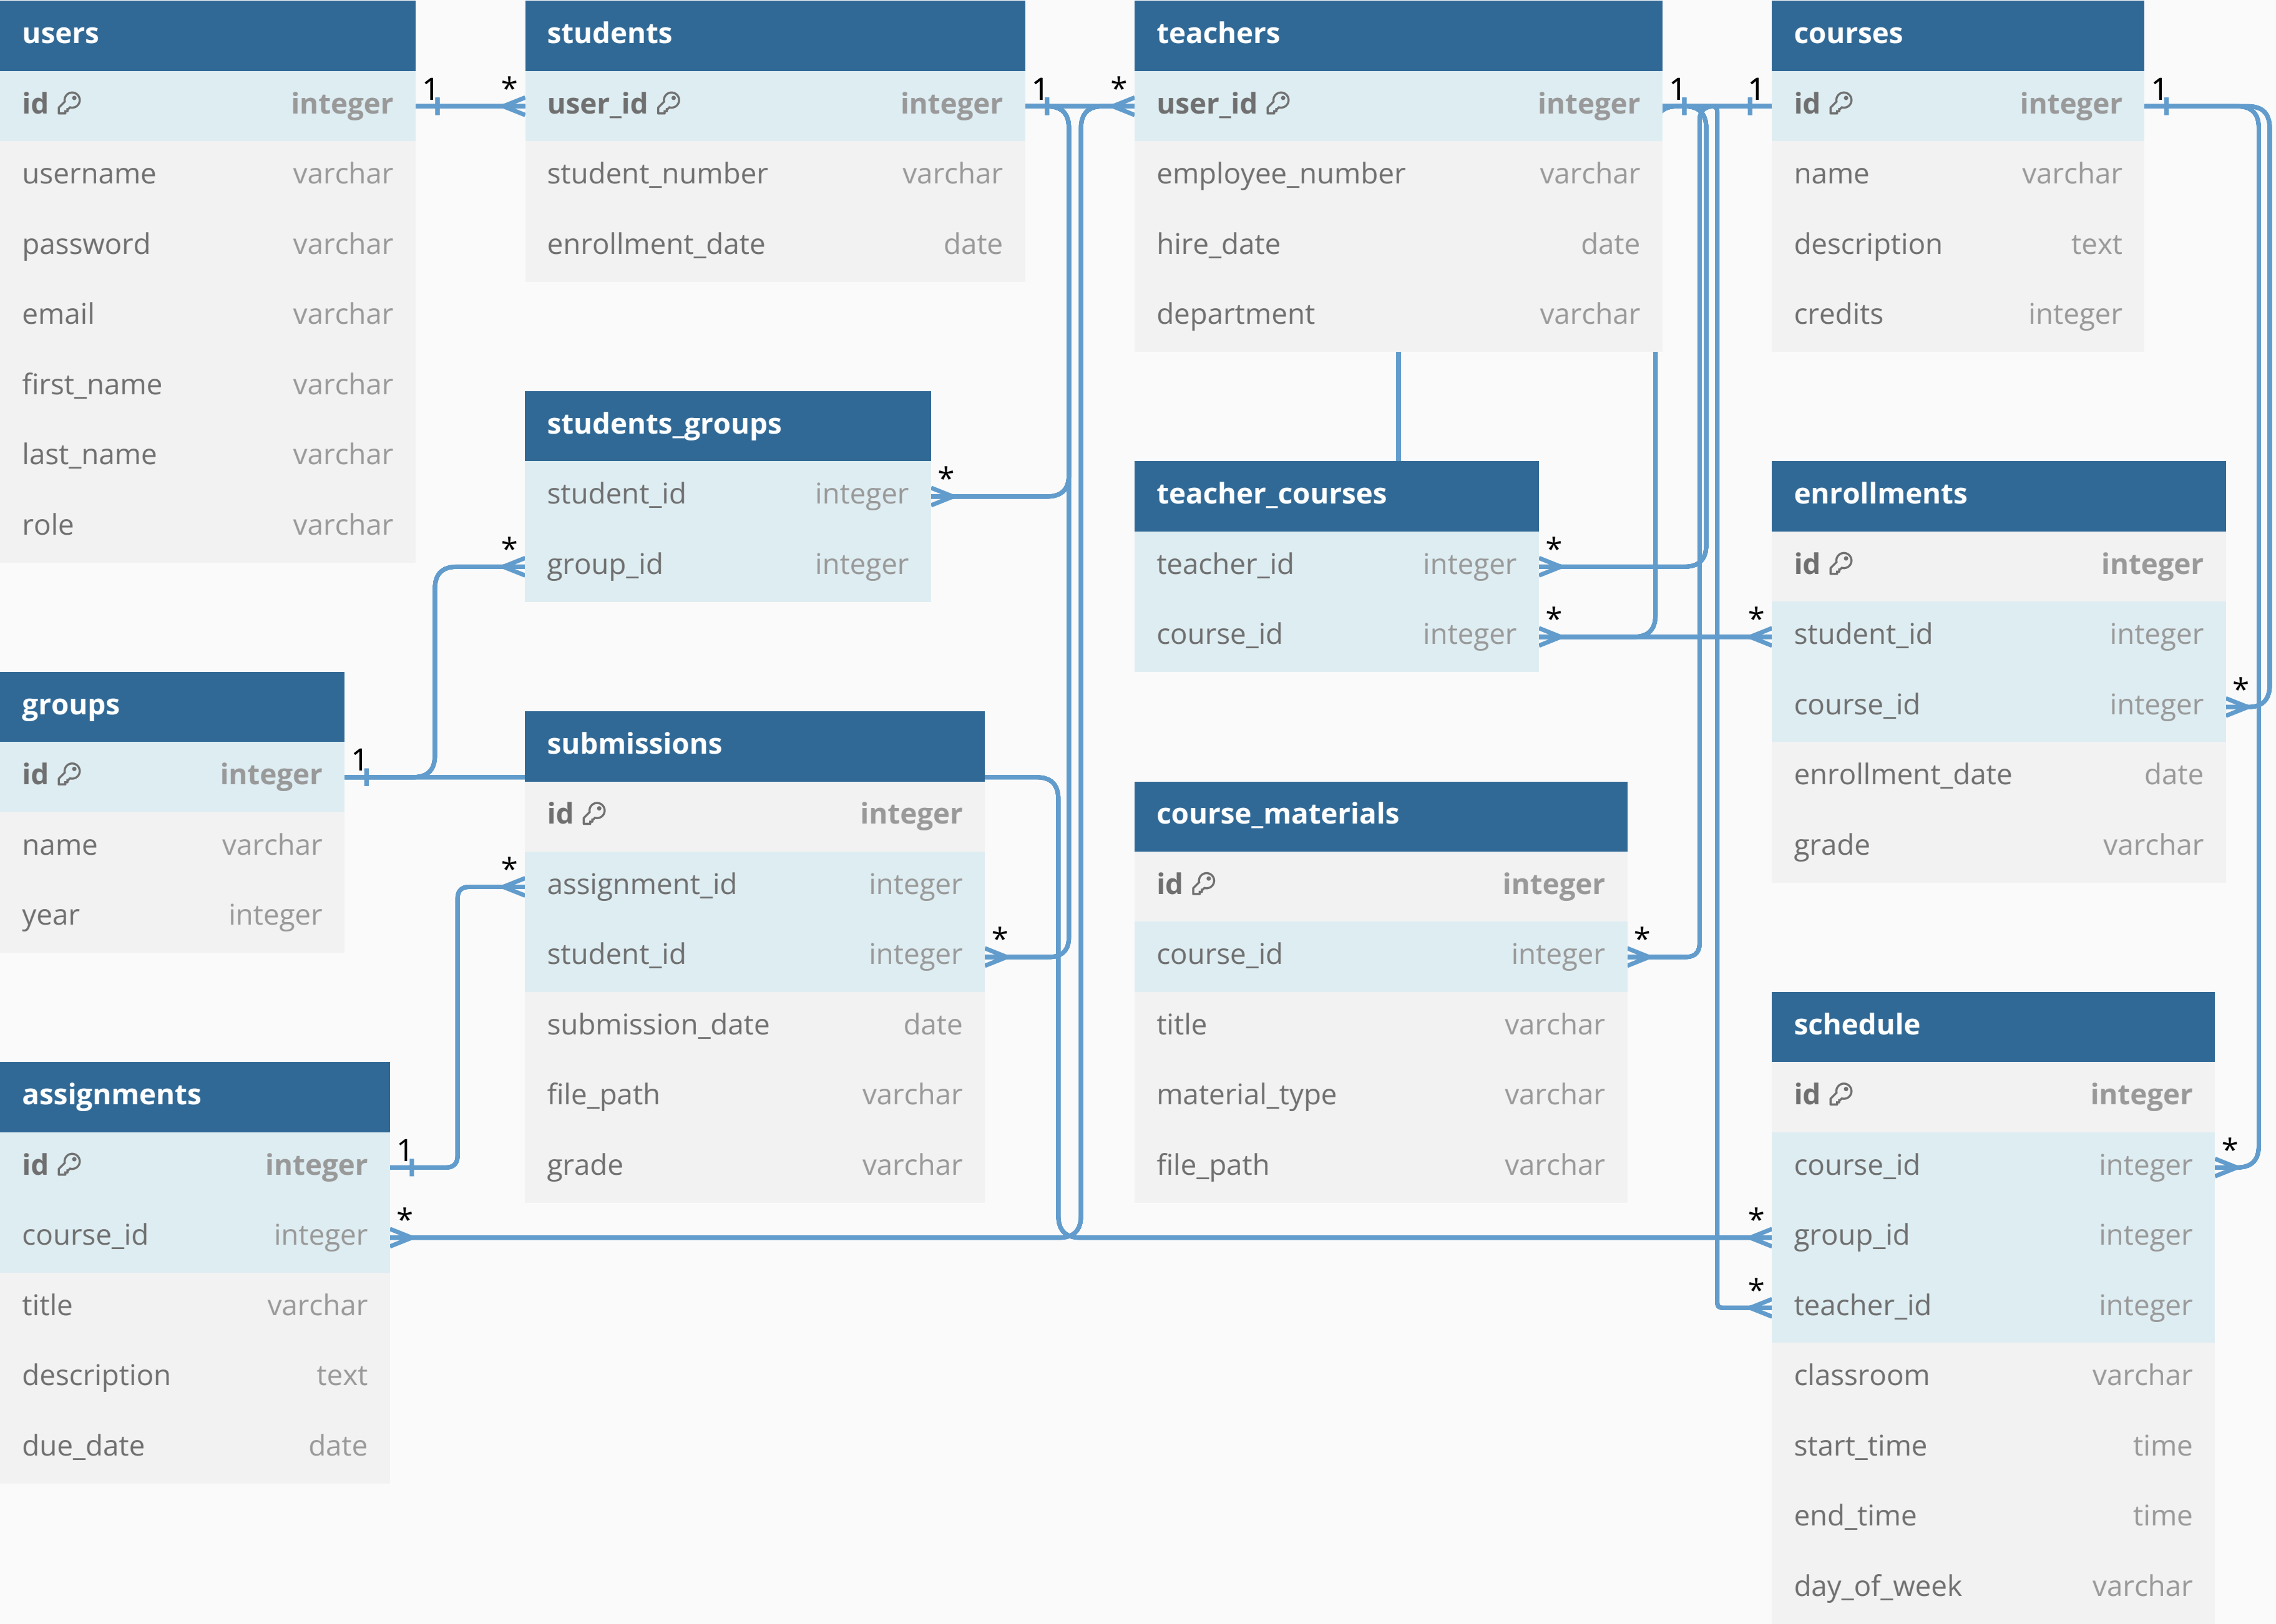 users
id integer
username varchar
password varchar
email varchar
first_name varchar
last_name varchar
role varchar
1 *
students
user_id integer
student_number varchar
enrollment_date date
1 *
teachers
user_id integer
employee_number varchar
hire_date date
department varchar
1 1
courses
id integer
name varchar
description text
credits integer
1
students_groups
student_id integer
group_id integer
*
*
teacher_courses
teacher_id integer
course_id integer
*
*
*
enrollments
id integer
student_id integer
course_id integer
enrollment_date date
grade varchar
*
groups
id integer
name varchar
year integer
1
submissions
id integer
assignment_id integer
student_id integer
submission_date date
file_path varchar
grade varchar
*
*
course_materials
id integer
course_id integer
title varchar
material_type varchar
file_path varchar
*
assignments
id integer
course_id integer
title varchar
description text
due_date date
1
*
schedule
id integer
course_id integer
group_id integer
teacher_id integer
classroom varchar
start_time time
end_time time
day_of_week varchar
*
*
*